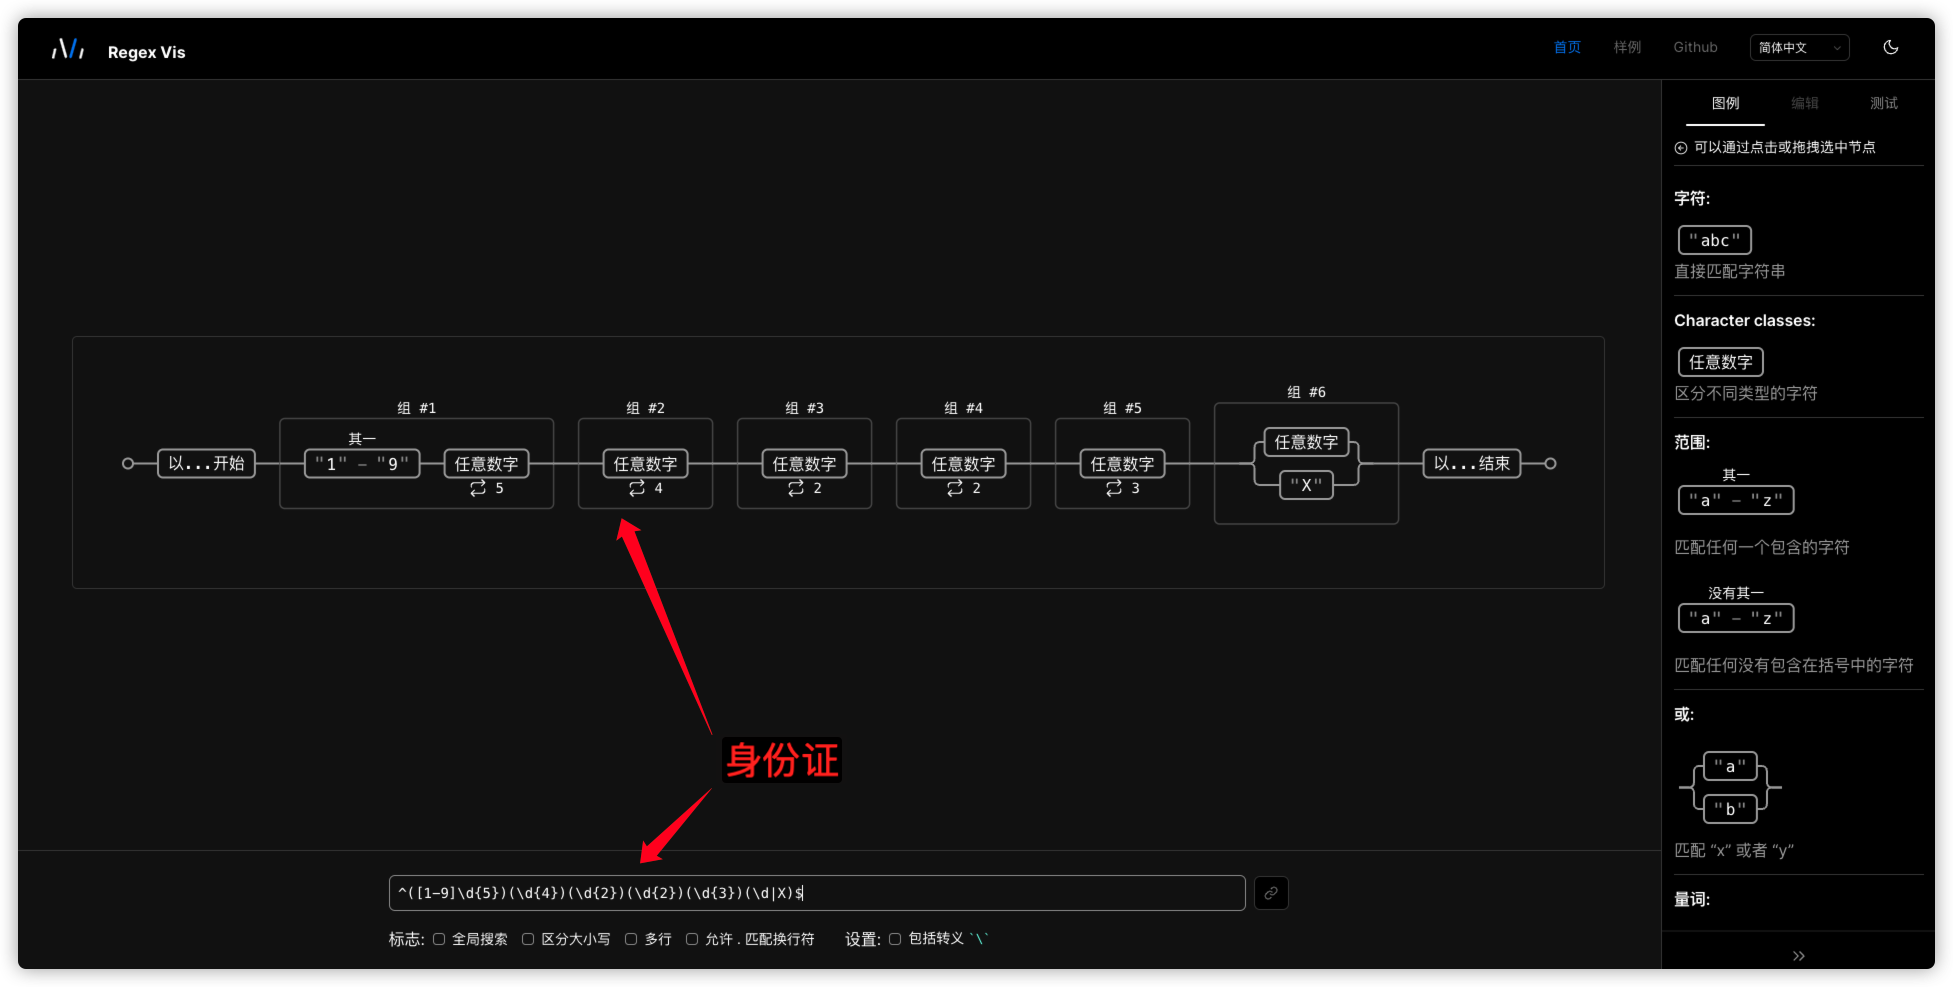 Regex Vis
首页 样例 Github 简体中文
图例 编辑 测试
可以通过点击或拖拽选中节点
字符:
"abc"
直接匹配字符串
Character classes:
任意数字
区分不同类型的字符
范围:
其一
"a" - "z"
匹配任何一个包含的字符
没有其一
"a" - "z"
匹配任何没有包含在括号中的字符
或:
"a"
"b"
匹配 “x” 或者 “y”
量词:
组 #1 组 #2 组 #3 组 #4 组 #5 组 #6
其一
以...开始 "1" - "9" 任意数字 任意数字 任意数字 任意数字 任意数字 任意数字 "X" 以...结束
5 4 2 2 3
身份证
^([1-9]\d{5})(\d{4})(\d{2})(\d{2})(\d{3})(\d|X)$
标志: 全局搜索 区分大小写 多行 允许 . 匹配换行符 设置: 包括转义 `\`